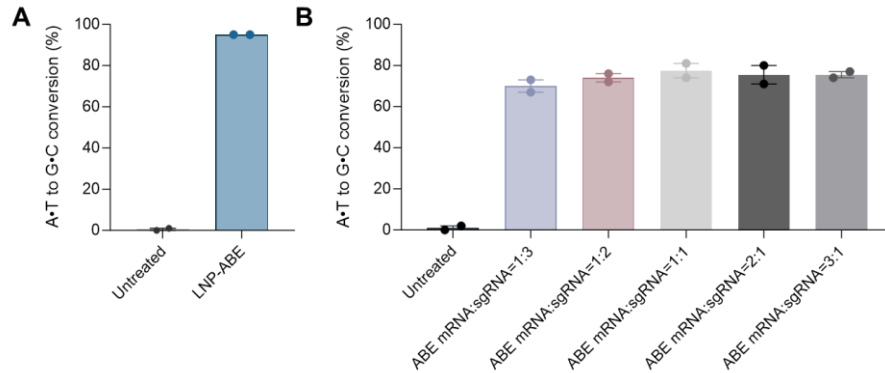 A
A•T to G•C conversion (%)
100
80
60
40
20
0
Untreated
LNP-ABE
B
A•T to G•C conversion (%)
100
80
60
40
20
0
Untreated
ABE mRNA:sgRNA=1:3
ABE mRNA:sgRNA=1:2
ABE mRNA:sgRNA=1:1
ABE mRNA:sgRNA=2:1
ABE mRNA:sgRNA=3:1